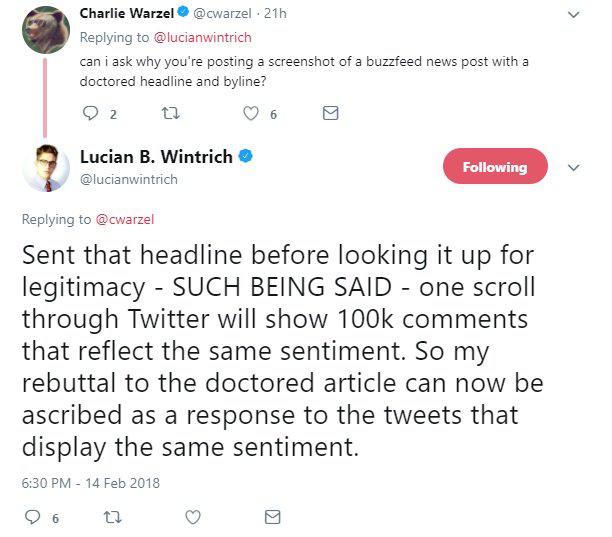 Charlie Warzel @cwarzel · 21h
Replying to @lucianwintrich
can i ask why you're posting a screenshot of a buzzfeed news post with a
doctored headline and byline?
2 6
Lucian B. Wintrich
@lucianwintrich
Following
Replying to @cwarzel
Sent that headline before looking it up for
legitimacy - SUCH BEING SAID - one scroll
through Twitter will show 100k comments
that reflect the same sentiment. So my
rebuttal to the doctored article can now be
ascribed as a response to the tweets that
display the same sentiment.
6:30 PM - 14 Feb 2018
6